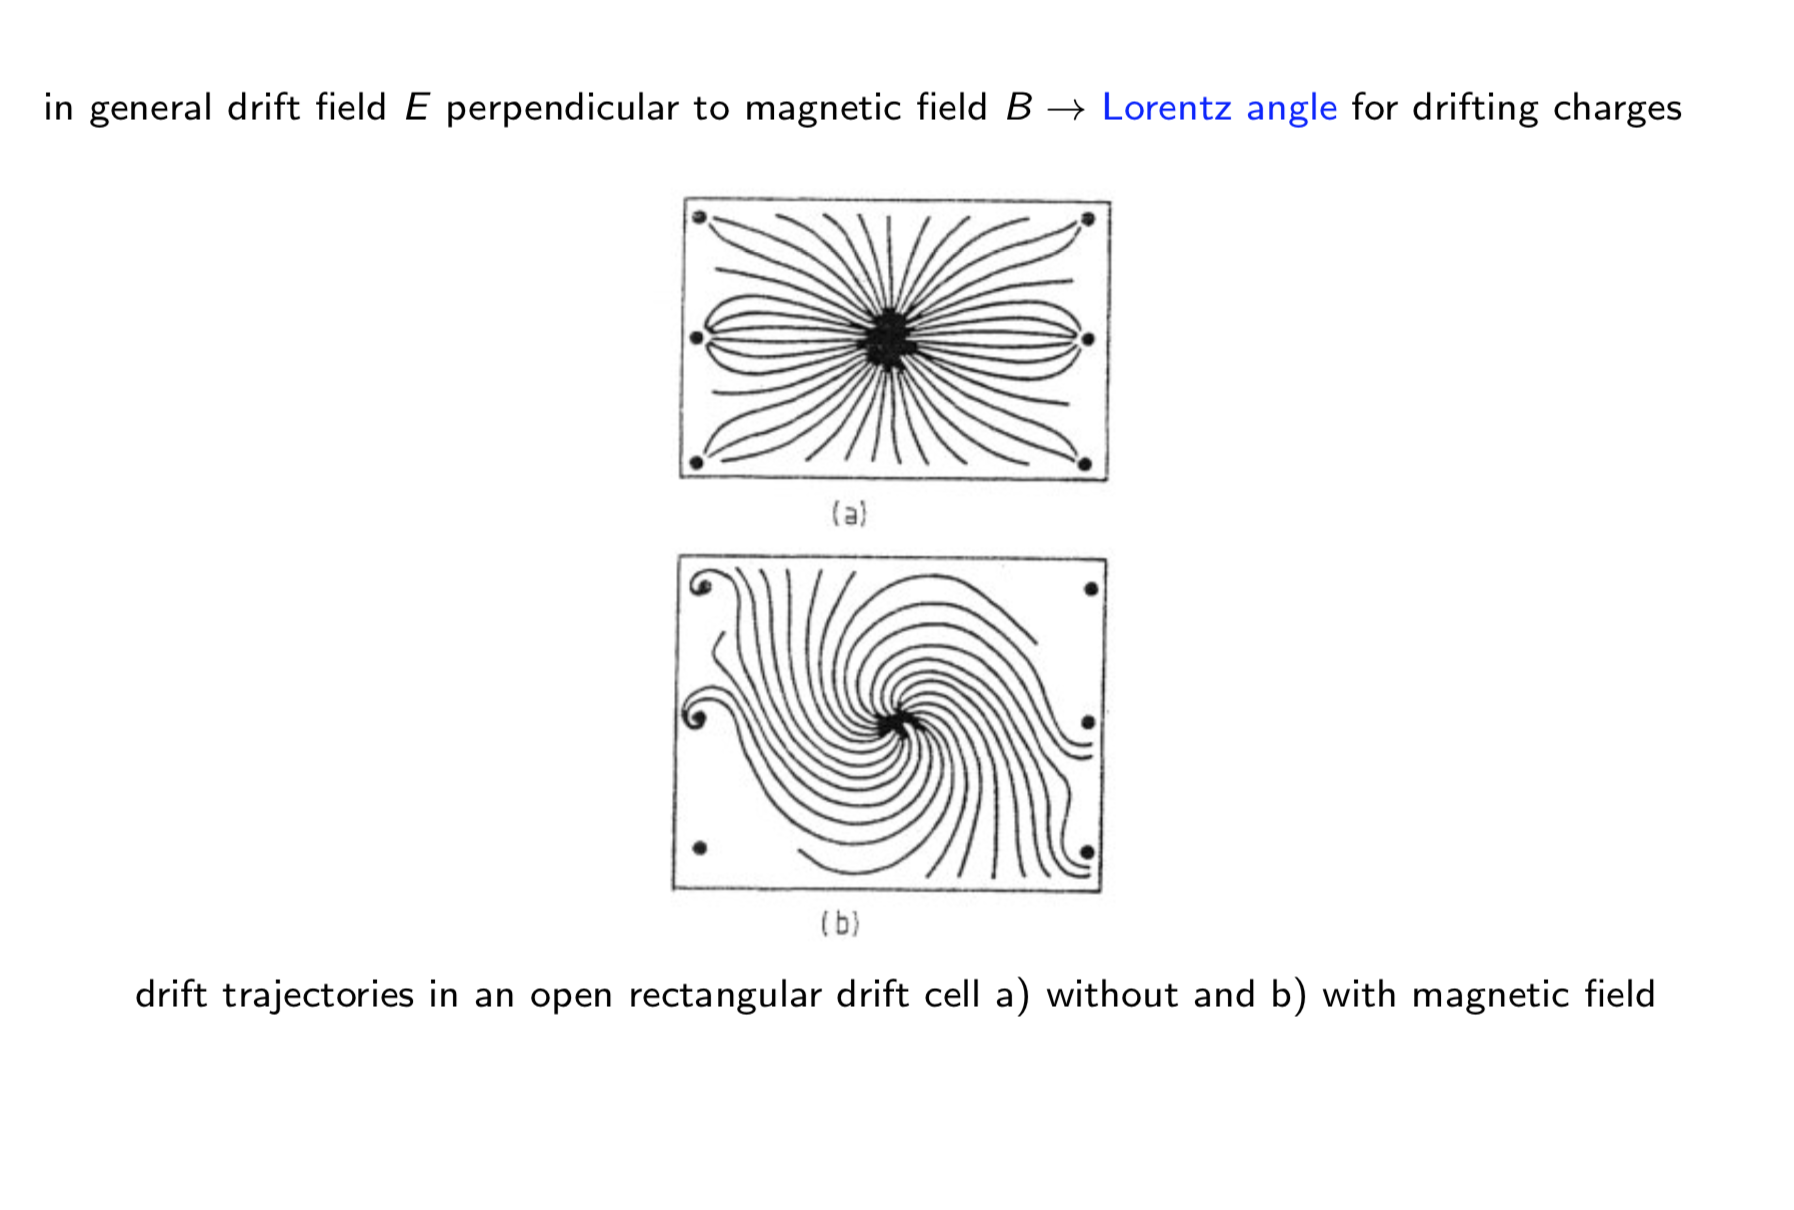 in general drift field E perpendicular to magnetic field B → Lorentz angle for drifting charges
(a)
(b)
drift trajectories in an open rectangular drift cell a) without and b) with magnetic field